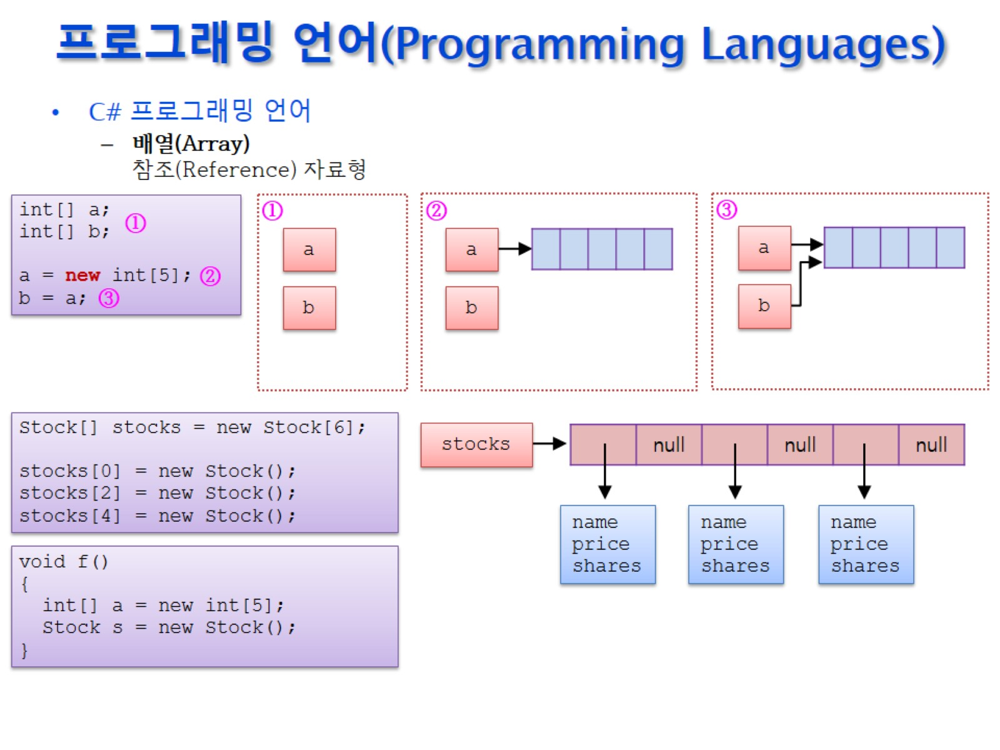 프로그래밍 언어(Programming Languages)
• C# 프로그래밍 언어
– 배열(Array)
참조(Reference) 자료형
int[] a;
int[] b; ①
a = new int[5]; ②
b = a; ③
①
a
b
②
a
b
③
a
b
Stock[] stocks = new Stock[6];
stocks[0] = new Stock();
stocks[2] = new Stock();
stocks[4] = new Stock();
stocks
null null null
name
price
shares
name
price
shares
name
price
shares
void f()
{
int[] a = new int[5];
Stock s = new Stock();
}